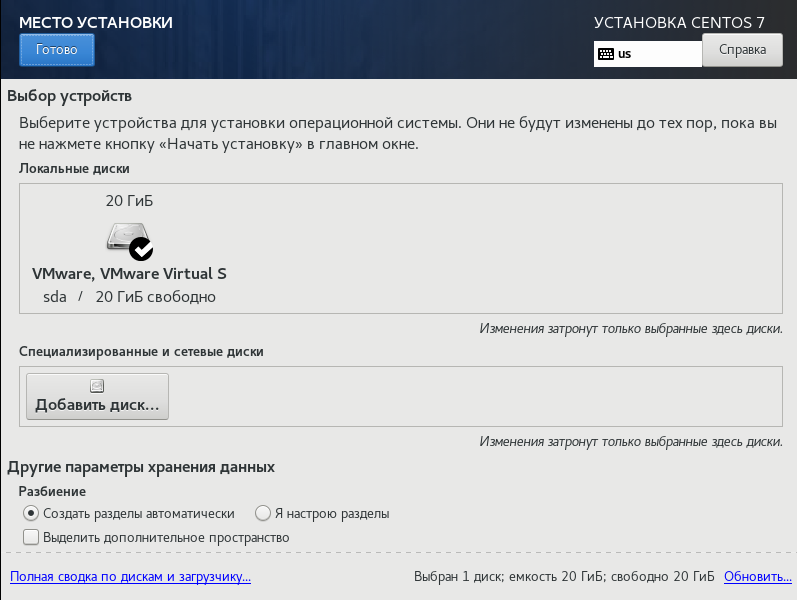 МЕСТО УСТАНОВКИ
УСТАНОВКА CENTOS 7
Готово
us
Справка
Выбор устройств
Выберите устройства для установки операционной системы. Они не будут изменены до тех пор, пока вы
не нажмете кнопку «Начать установку» в главном окне.
Локальные диски
20 ГиБ
VMware, VMware Virtual S
sda / 20 ГиБ свободно
Изменения затронут только выбранные здесь диски.
Специализированные и сетевые диски
Добавить диск...
Изменения затронут только выбранные здесь диски.
Другие параметры хранения данных
Разбиение
Создать разделы автоматически
Я настрою разделы
Выделить дополнительное пространство
Полная сводка по дискам и загрузчику...
Выбран 1 диск; емкость 20 ГиБ; свободно 20 ГиБ
Обновить...